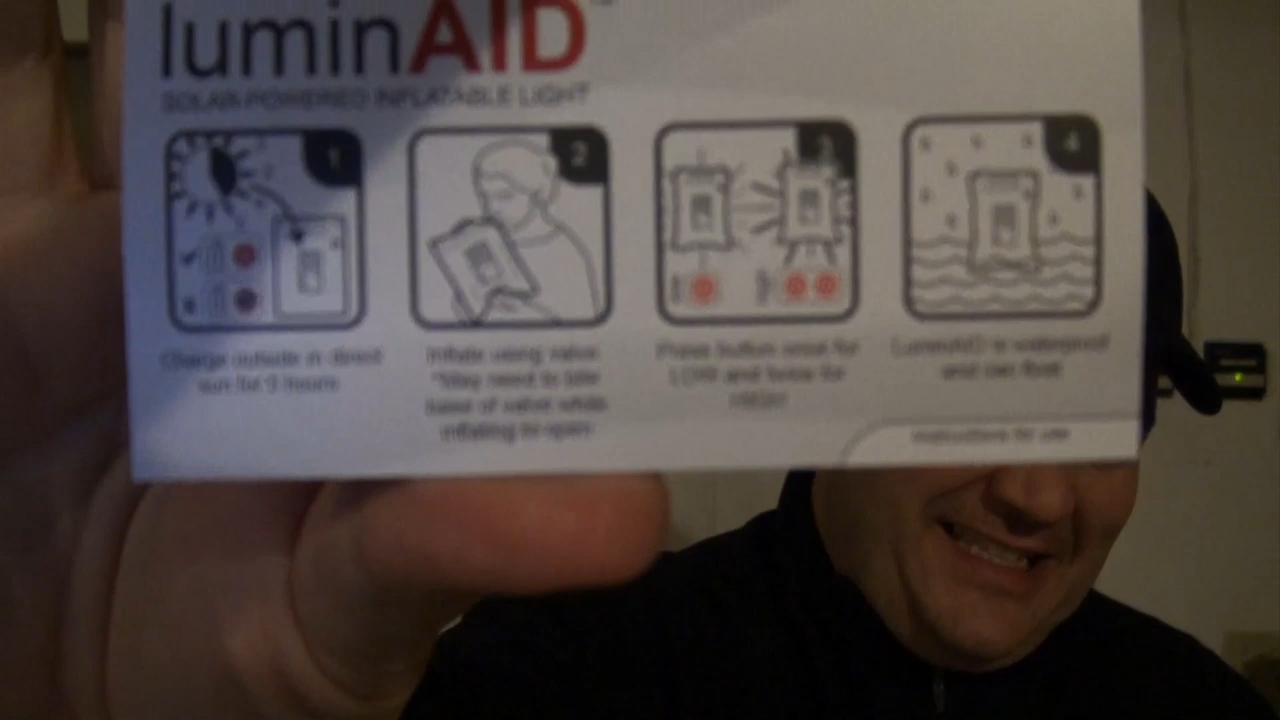 luminAID™
SOLAR-POWERED INFLATABLE LIGHT
1
2
3
4
Charge outside in direct
sun for hours
Inflate using valve
*May need to bite
base of valve while
inflating to open
Press button once for
LOW and twice for
HIGH
LuminAID is waterproof
and can float
Instructions for use